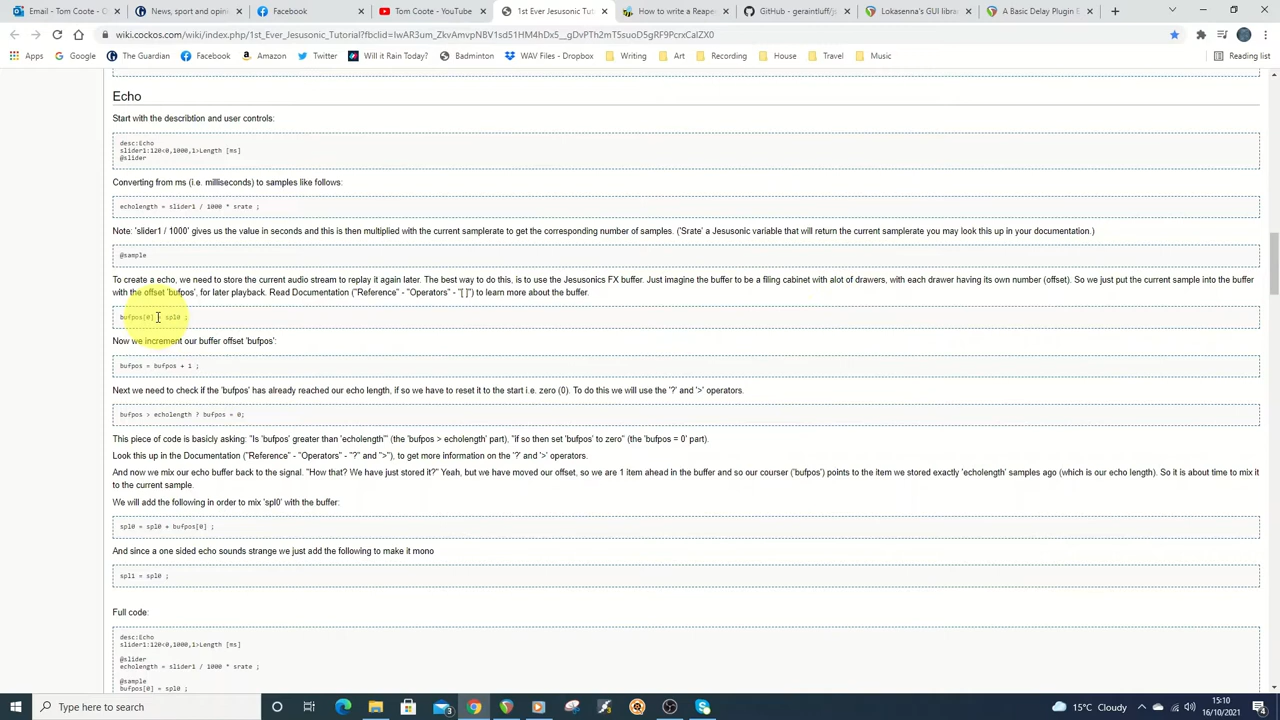 Email - Tom Coote - Outl
News, sport and opinion
Facebook
Tom Coote - YouTube
1st Ever Jesusonic Tutorial
How to write a Reaper
GitHub - geraintluff/js
Lokasenna's GUI librar
A Basic Delay Plugin E
wiki.cockos.com/wiki/index.php/1st_Ever_Jesusonic_Tutorial?fbclid=IwAR3um_ZkvAmvpNBV1sd51HM4hDx5__gDvPTh2mT5suoD5gRF9PcrxCaIZX0
Apps
Google
The Guardian
Facebook
Amazon
Twitter
Will it Rain Today?
Badminton
WAV Files - Dropbox
Writing
Art
Recording
House
Travel
Music
Reading list
Echo
Start with the describtion and user controls:
desc:Echo
slider1:120<0,1000,1>Length [ms]
@slider
Converting from ms (i.e. milliseconds) to samples like follows:
echolength = slider1 / 1000 * srate ;
Note: 'slider1 / 1000' gives us the value in seconds and this is then multiplied with the current samplerate to get the corresponding number of samples. ('Srate' a Jesusonic variable that will return the current samplerate you may look this up in your documentation.)
@sample
To create a echo, we need to store the current audio stream to replay it again later. The best way to do this, is to use the Jesusonics FX buffer. Just imagine the buffer to be a filing cabinet with alot of drawers, with each drawer having its own number (offset). So we just put the current sample into the buffer
with the offset 'bufpos', for later playback. Read Documentation ("Reference" - "Operators" - "[ ]") to learn more about the buffer.
bufpos[0] = spl0 ;
Now we increment our buffer offset 'bufpos':
bufpos = bufpos + 1 ;
Next we need to check if the 'bufpos' has already reached our echo length, if so we have to reset it to the start i.e. zero (0). To do this we will use the '?' and '>' operators.
bufpos > echolength ? bufpos = 0;
This piece of code is basicly asking: "Is 'bufpos' greater than 'echolength'" (the 'bufpos > echolength' part), "if so then set 'bufpos' to zero" (the 'bufpos = 0' part).
Look this up in the Documentation ("Reference" - "Operators" - "?" and ">"), to get more information on the '?' and '>' operators.
And now we mix our echo buffer back to the signal. "How that? We have just stored it?" Yeah, but we have moved our offset, so we are 1 item ahead in the buffer and so our courser ('bufpos') points to the item we stored exactly 'echolength' samples ago (which is our echo length). So it is about time to mix it
to the current sample.
We will add the following in order to mix 'spl0' with the buffer:
spl0 = spl0 + bufpos[0] ;
And since a one sided echo sounds strange we just add the following to make it mono
spl1 = spl0 ;
Full code:
desc:Echo
slider1:120<0,1000,1>Length [ms]
@slider
echolength = slider1 / 1000 * srate ;
@sample
bufpos[0] = spl0 ;
Type here to search
3
15°C Cloudy
15:10
16/10/2021
4